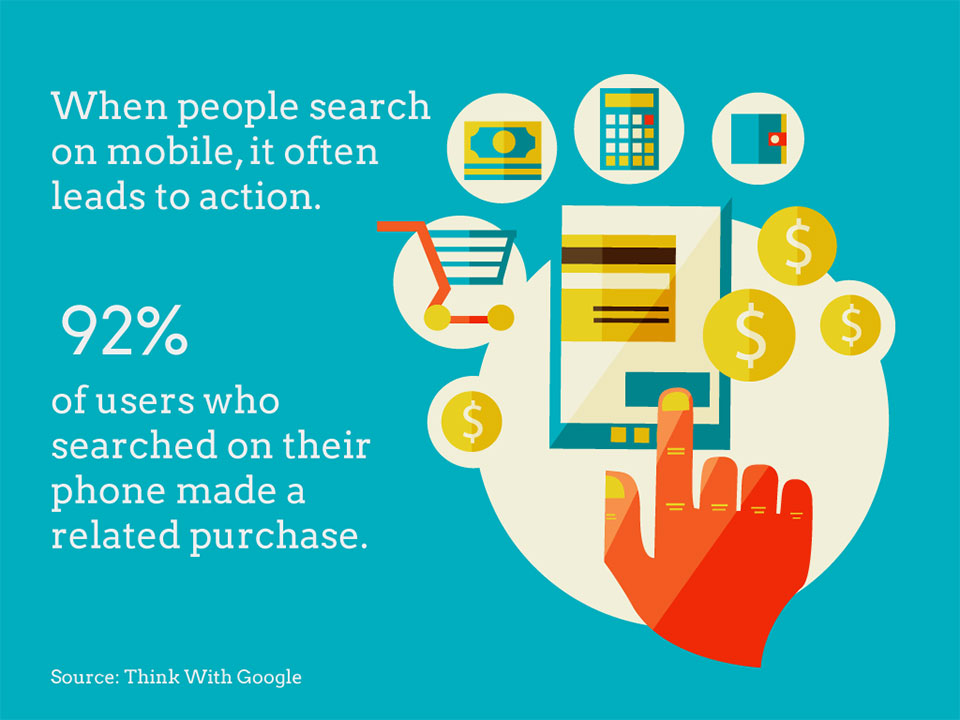 When people search
on mobile, it often
leads to action.
92%
of users who
searched on their
phone made a
related purchase.
Source: Think With Google
$
$
$
$